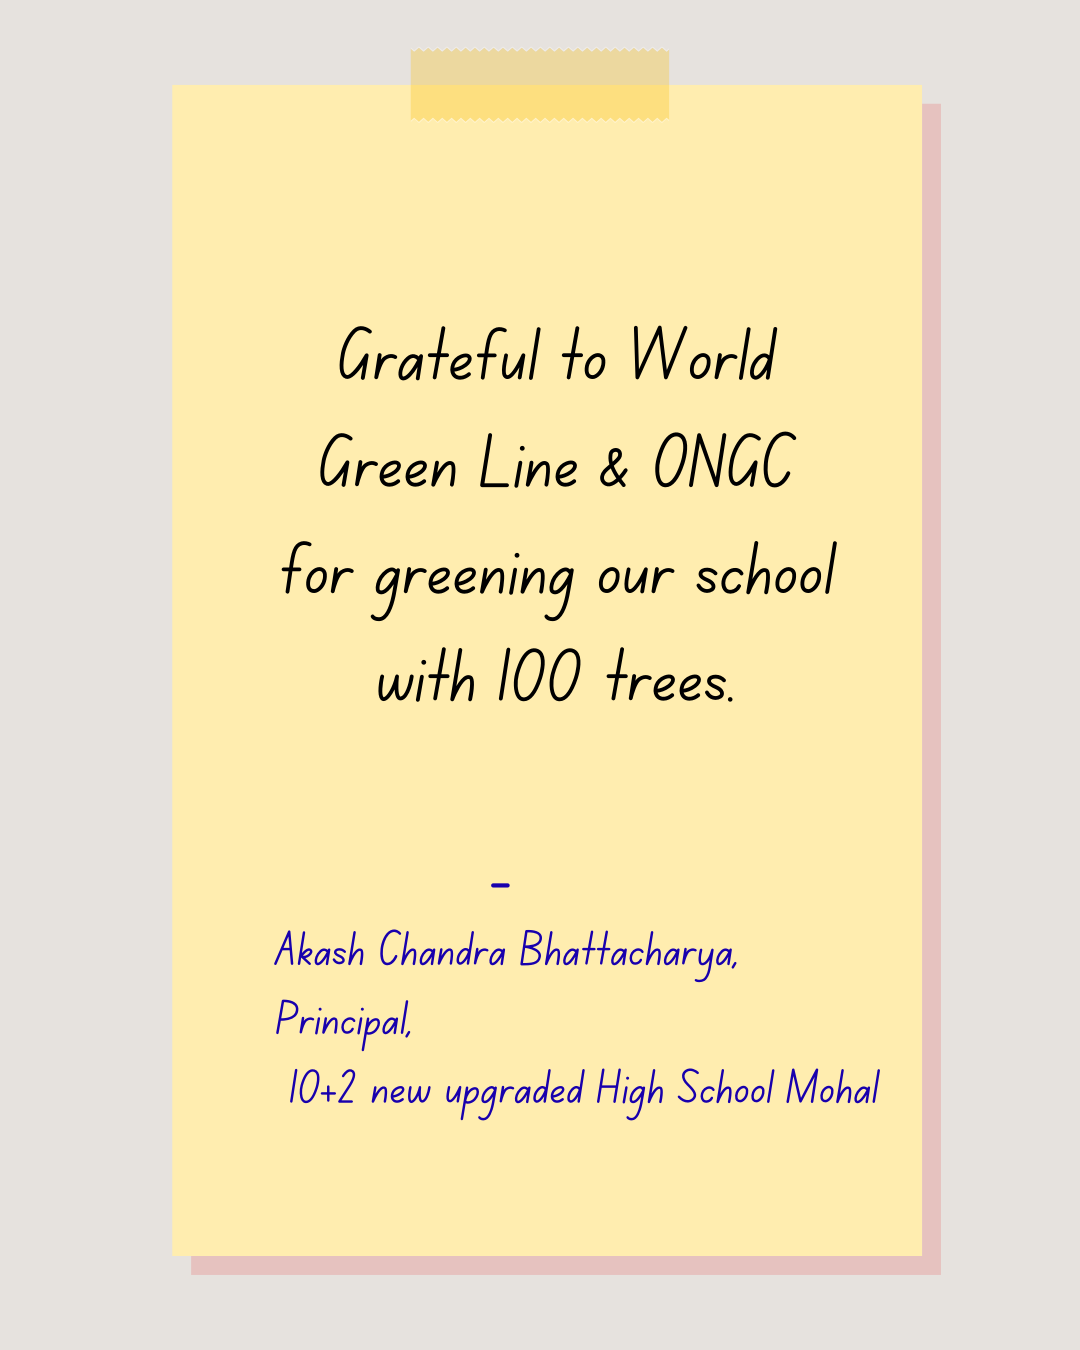 Grateful to World
Green Line & ONGC
for greening our school
with 100 trees.
-
Akash Chandra Bhattacharya,
Principal,
10+2 new upgraded High School Mohal